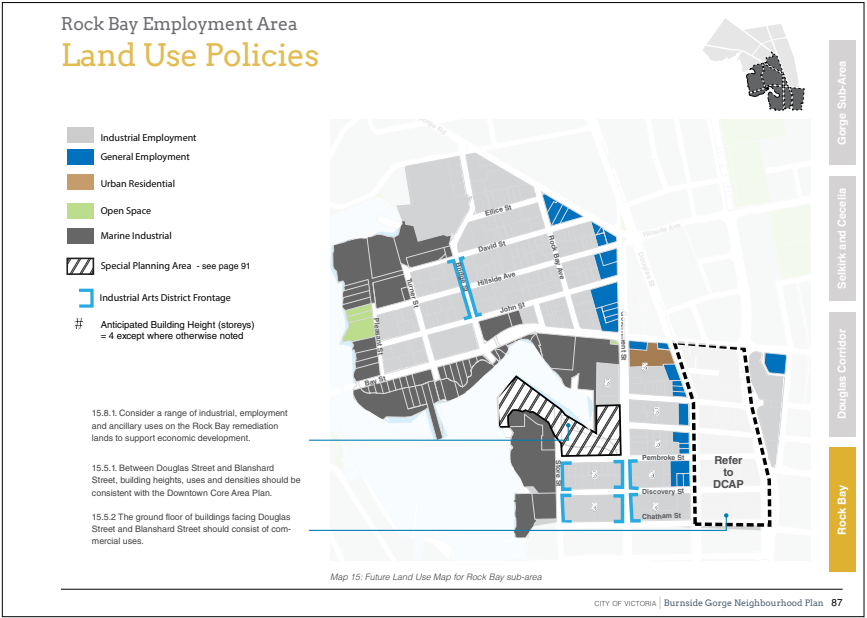 Rock Bay Employment Area
Land Use Policies
Industrial Employment
General Employment
Urban Residential
Open Space
Marine Industrial
Special Planning Area - see page 91
Industrial Arts District Frontage
# Anticipated Building Height (storeys)
= 4 except where otherwise noted
15.8.1. Consider a range of industrial, employment
and ancillary uses on the Rock Bay remediation
lands to support economic development.
15.5.1. Between Douglas Street and Blanshard
Street, building heights, uses and densities should be
consistent with the Downtown Core Area Plan.
15.5.2 The ground floor of buildings facing Douglas
Street and Blanshard Street should consist of com-
mercial uses.
Ellice St
David St
Bridge St
Hillside Ave
Rock Bay Ave
Turner St
John St
Pleasant St
Bay St
Government St
Hillside Ave
Douglas St
Store St
Pembroke St
Discovery St
Chatham St
Refer
to
DCAP
Map 15: Future Land Use Map for Rock Bay sub-area
Gorge Sub-Area
Selkirk and Cecelia
Douglas Corridor
Rock Bay
CITY OF VICTORIA | Burnside Gorge Neighbourhood Plan 87